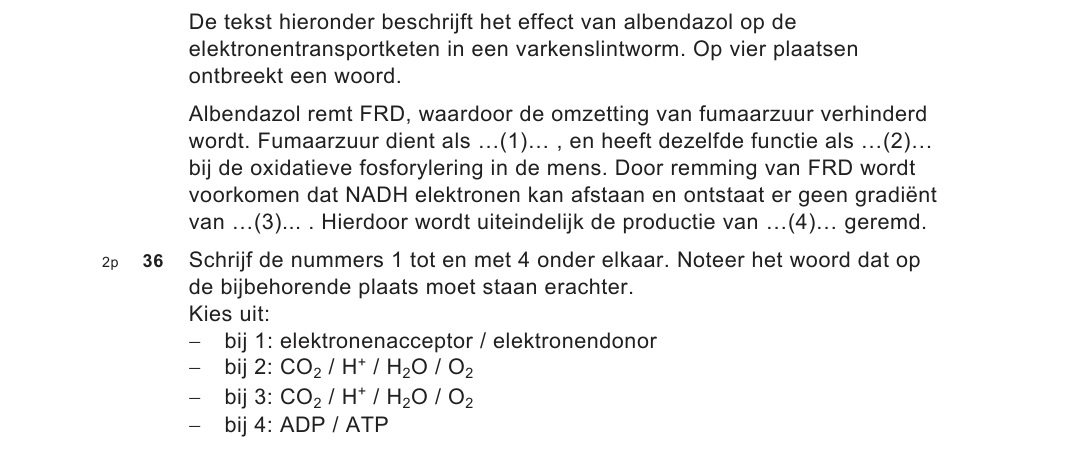 De tekst hieronder beschrijft het effect van albendazol op de
elektronentransportketen in een varkenslintworm. Op vier plaatsen
ontbreekt een woord.
Albendazol remt FRD, waardoor de omzetting van fumaarzuur verhinderd
wordt. Fumaarzuur dient als …(1)… , en heeft dezelfde functie als …(2)…
bij de oxidatieve fosforylering in de mens. Door remming van FRD wordt
voorkomen dat NADH elektronen kan afstaan en ontstaat er geen gradiënt
van …(3)… . Hierdoor wordt uiteindelijk de productie van …(4)… geremd.
2p 36 Schrijf de nummers 1 tot en met 4 onder elkaar. Noteer het woord dat op
de bijbehorende plaats moet staan erachter.
Kies uit:
– bij 1: elektronenacceptor / elektronendonor
– bij 2: CO₂ / H⁺ / H₂O / O₂
– bij 3: CO₂ / H⁺ / H₂O / O₂
– bij 4: ADP / ATP